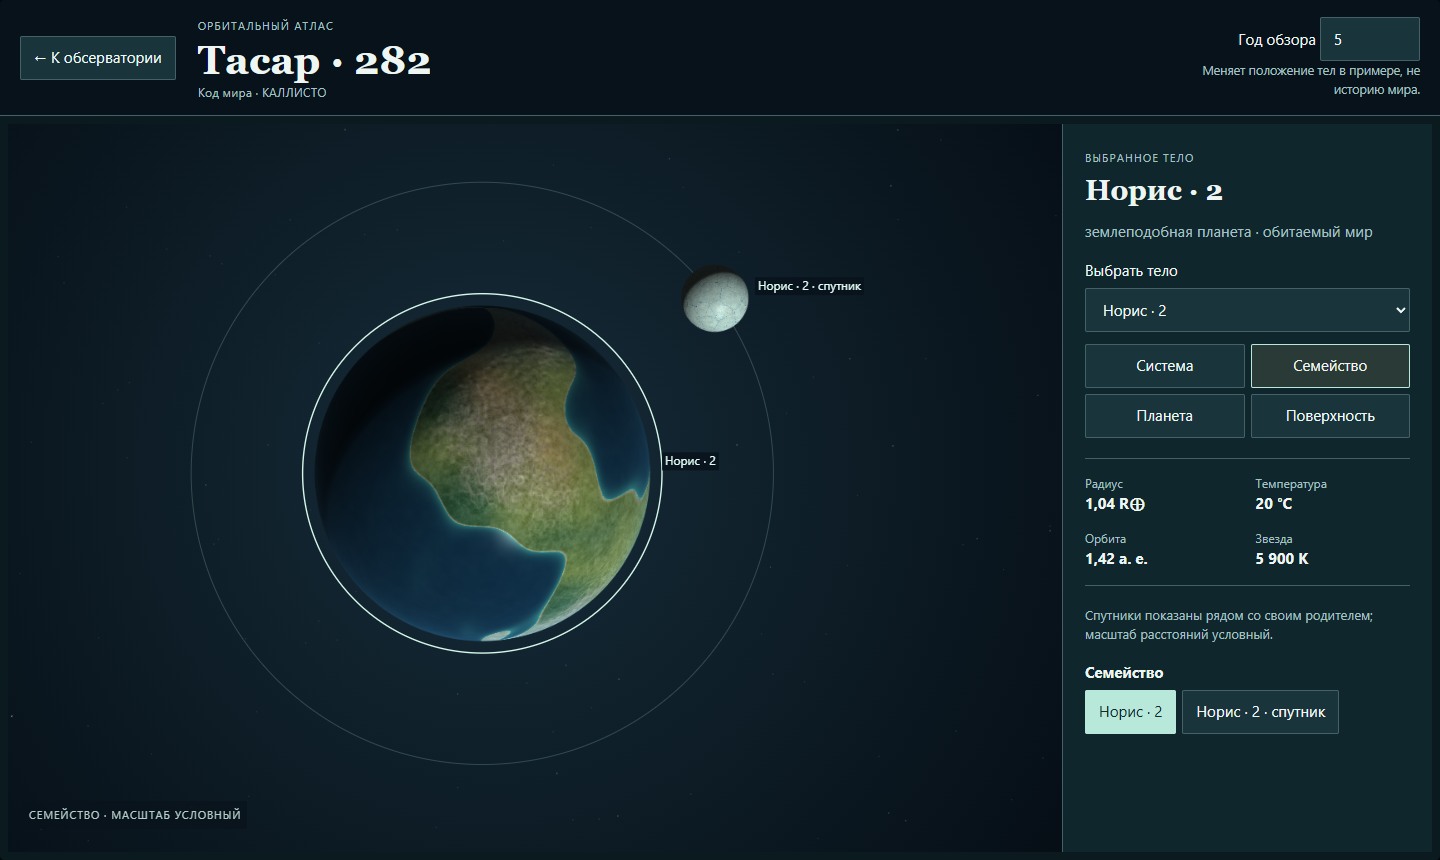 ← К обсерватории
ОРБИТАЛЬНЫЙ АТЛАС
Тасар · 282
Код мира · КАЛЛИСТО
Год обзора 5
Меняет положение тел в примере, не
историю мира.
Норис · 2 · спутник
Норис · 2
СЕМЕЙСТВО · МАСШТАБ УСЛОВНЫЙ
ВЫБРАННОЕ ТЕЛО
Норис · 2
землеподобная планета · обитаемый мир
Выбрать тело
Норис · 2
Система Семейство
Планета Поверхность
Радиус Температура
1,04 R⊕ 20 °C
Орбита Звезда
1,42 а. е. 5 900 K
Спутники показаны рядом со своим родителем;
масштаб расстояний условный.
Семейство
Норис · 2 Норис · 2 · спутник